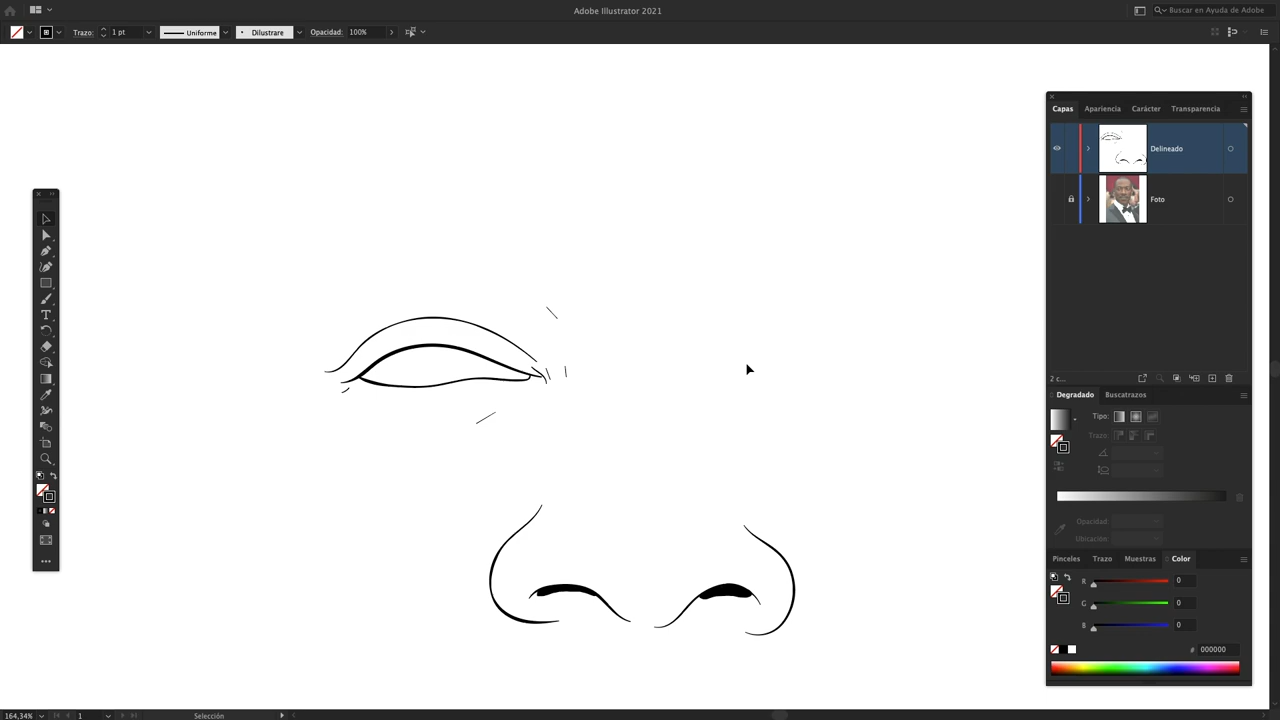 Adobe Illustrator 2021
Buscar en Ayuda de Adobe
Trazo: 1 pt Uniforme Dilustrare Opacidad: 100%
Capas Apariencia Carácter Transparencia
Delineado
Foto
2 c...
Degradado Buscatrazos
Tipo:
Trazo:
Opacidad:
Ubicación:
Pinceles Trazo Muestras Color
R 0
G 0
B 0
# 000000
164,34% 1 Selección